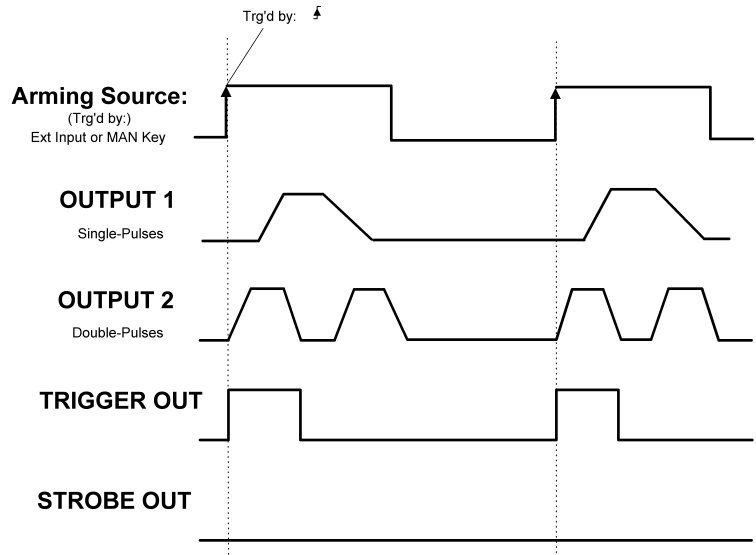 Trg'd by:
Arming Source:
(Trg'd by:)
Ext Input or MAN Key
OUTPUT 1
Single-Pulses
OUTPUT 2
Double-Pulses
TRIGGER OUT
STROBE OUT